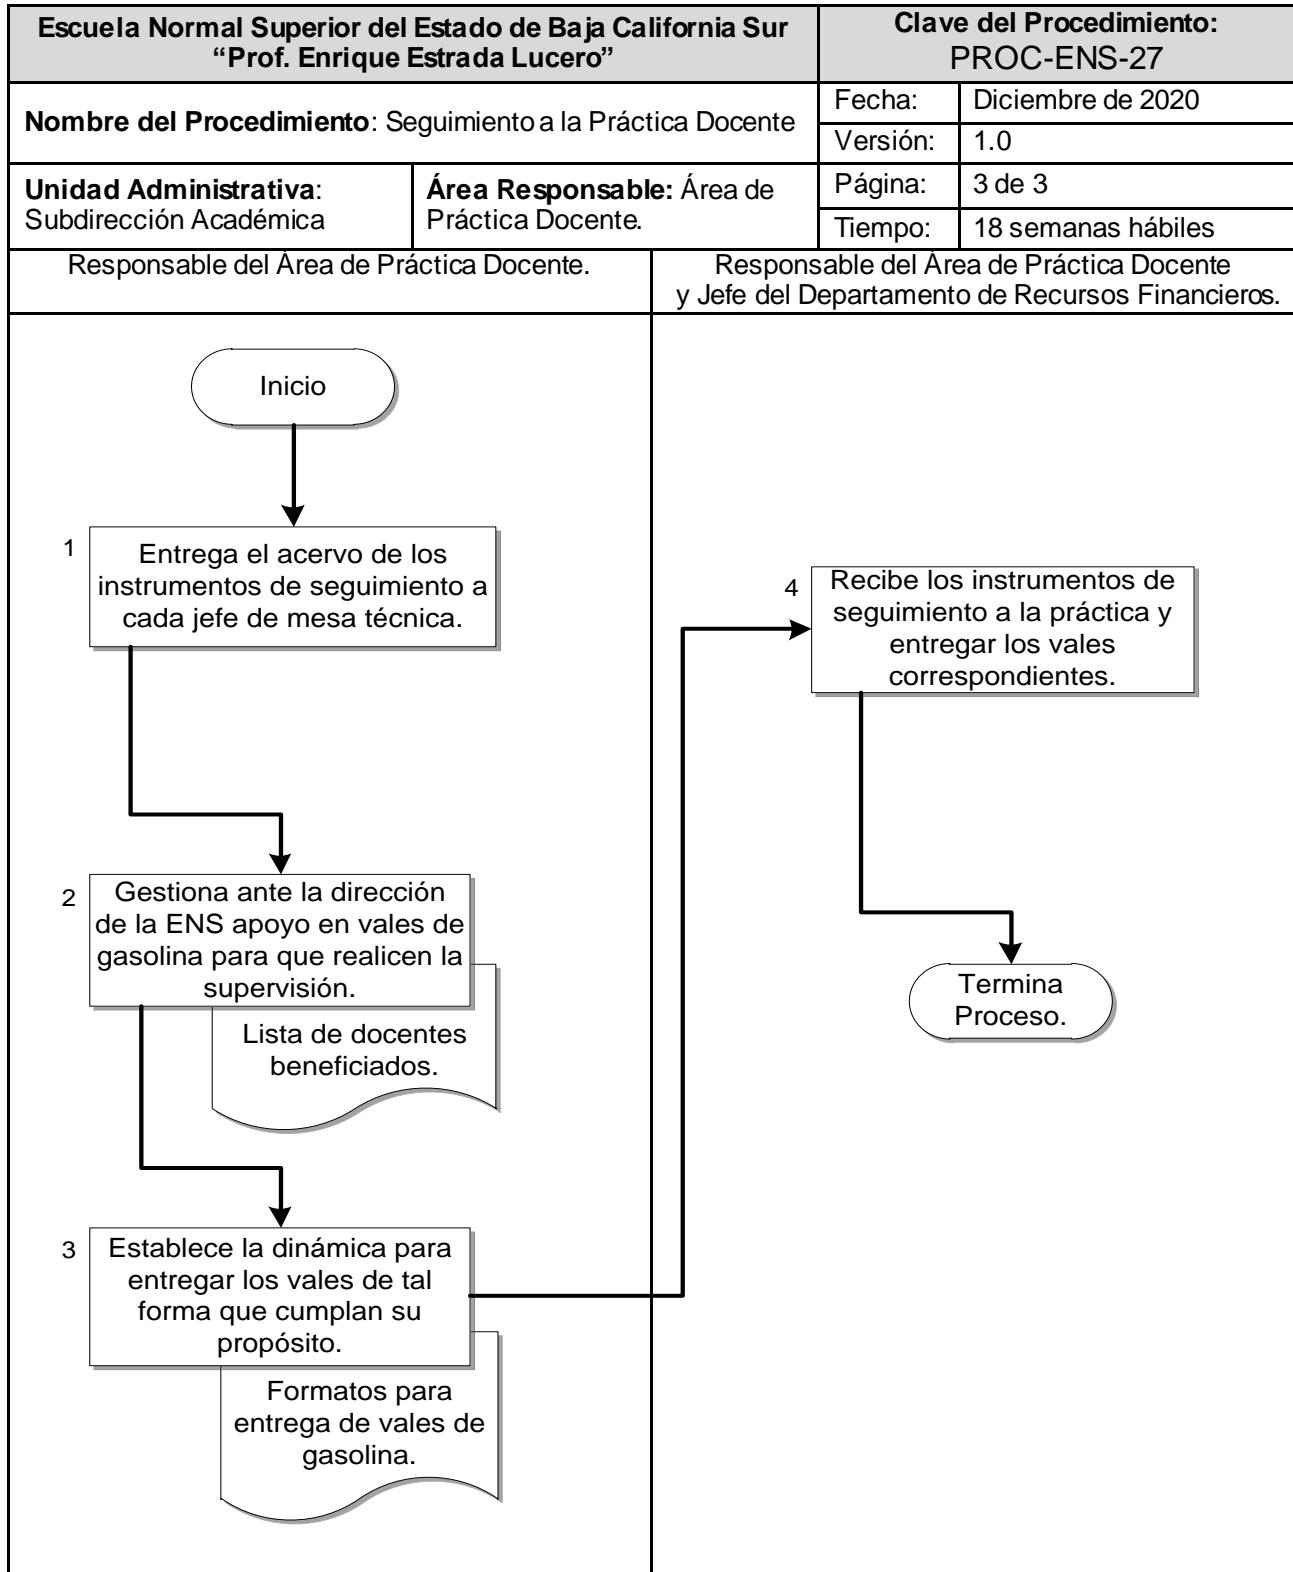 Escuela Normal Superior del Estado de Baja California Sur
“Prof. Enrique Estrada Lucero”
Clave del Procedimiento:
PROC-ENS-27
Nombre del Procedimiento: Seguimiento a la Práctica Docente
Fecha:
Diciembre de 2020
Versión:
1.0
Unidad Administrativa:
Subdirección Académica
Área Responsable: Área de
Práctica Docente.
Página:
3 de 3
Tiempo:
18 semanas hábiles
Responsable del Área de Práctica Docente.
Responsable del Área de Práctica Docente
y Jefe del Departamento de Recursos Financieros.
Inicio
1
Entrega el acervo de los
instrumentos de seguimiento a
cada jefe de mesa técnica.
2
Gestiona ante la dirección
de la ENS apoyo en vales de
gasolina para que realicen la
supervisión.
Lista de docentes
beneficiados.
3
Establece la dinámica para
entregar los vales de tal
forma que cumplan su
propósito.
Formatos para
entrega de vales de
gasolina.
4
Recibe los instrumentos de
seguimiento a la práctica y
entregar los vales
correspondientes.
Termina
Proceso.